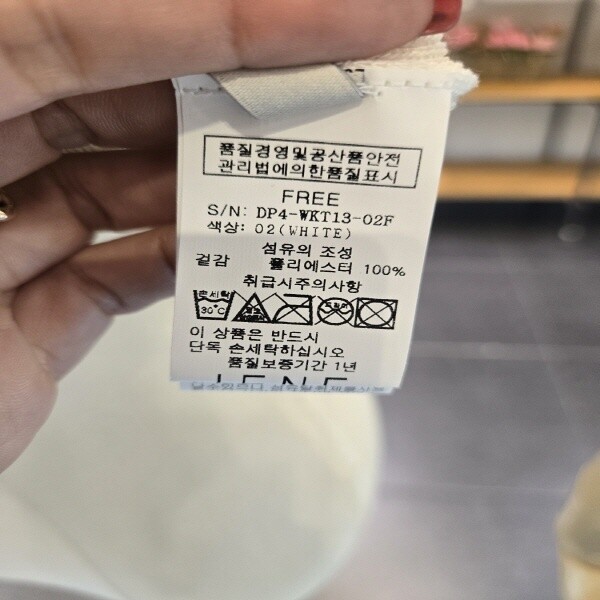 품질경영및공산품안전
관리법에의한품질표시
FREE
S/N: DP4-WKT13-02F
색상: 02(WHITE)
섬유의 조성
겉감 폴리에스터 100%
취급시주의사항
손세탁
30°C
드라이
이 상품은 반드시
단독 손세탁하십시오
품질보증기간 1년